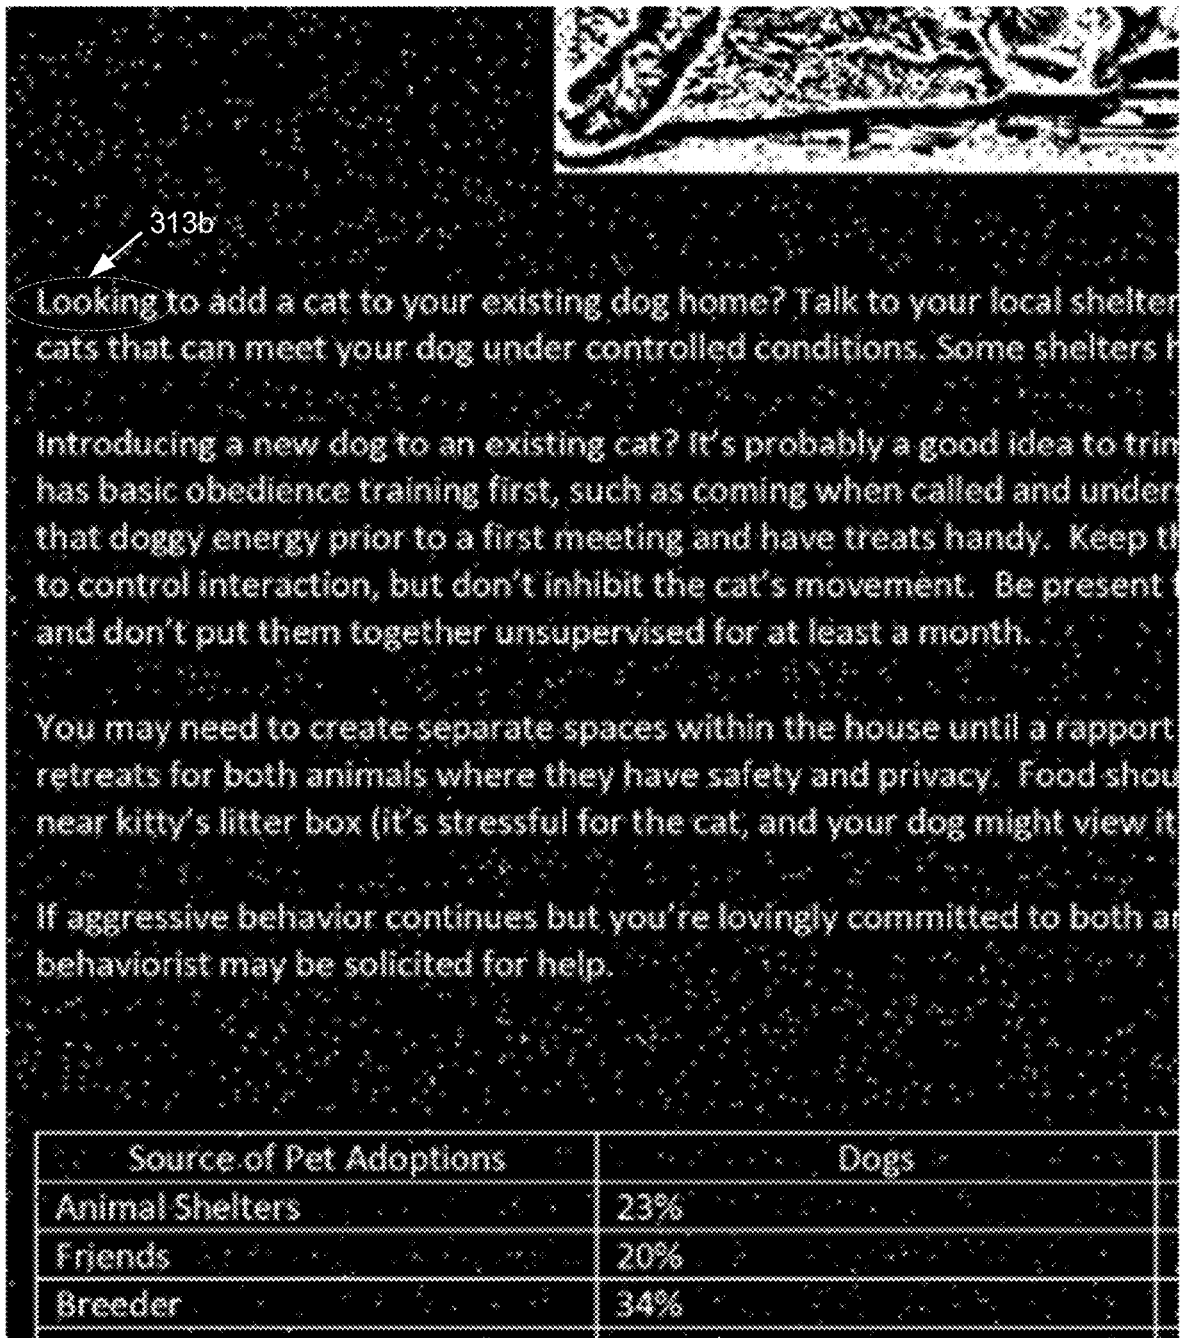 313b
Looking to add a cat to your existing dog home? Talk to your local shelter
cats that can meet your dog under controlled conditions. Some shelters h
Introducing a new dog to an existing cat? It's probably a good idea to trim
has basic obedience training first, such as coming when called and under
that doggy energy prior to a first meeting and have treats handy.  Keep th
to control interaction, but don't inhibit the cat's movement.  Be present
and don't put them together unsupervised for at least a month.
You may need to create separate spaces within the house until a rapport
retreats for both animals where they have safety and privacy.  Food shou
near kitty's litter box (it's stressful for the cat, and your dog might view it
If aggressive behavior continues but you're lovingly committed to both
behaviorist may be solicited for help.
Source of Pet Adoptions Dogs
Animal Shelters 23%
Friends 20%
Breeder 34%